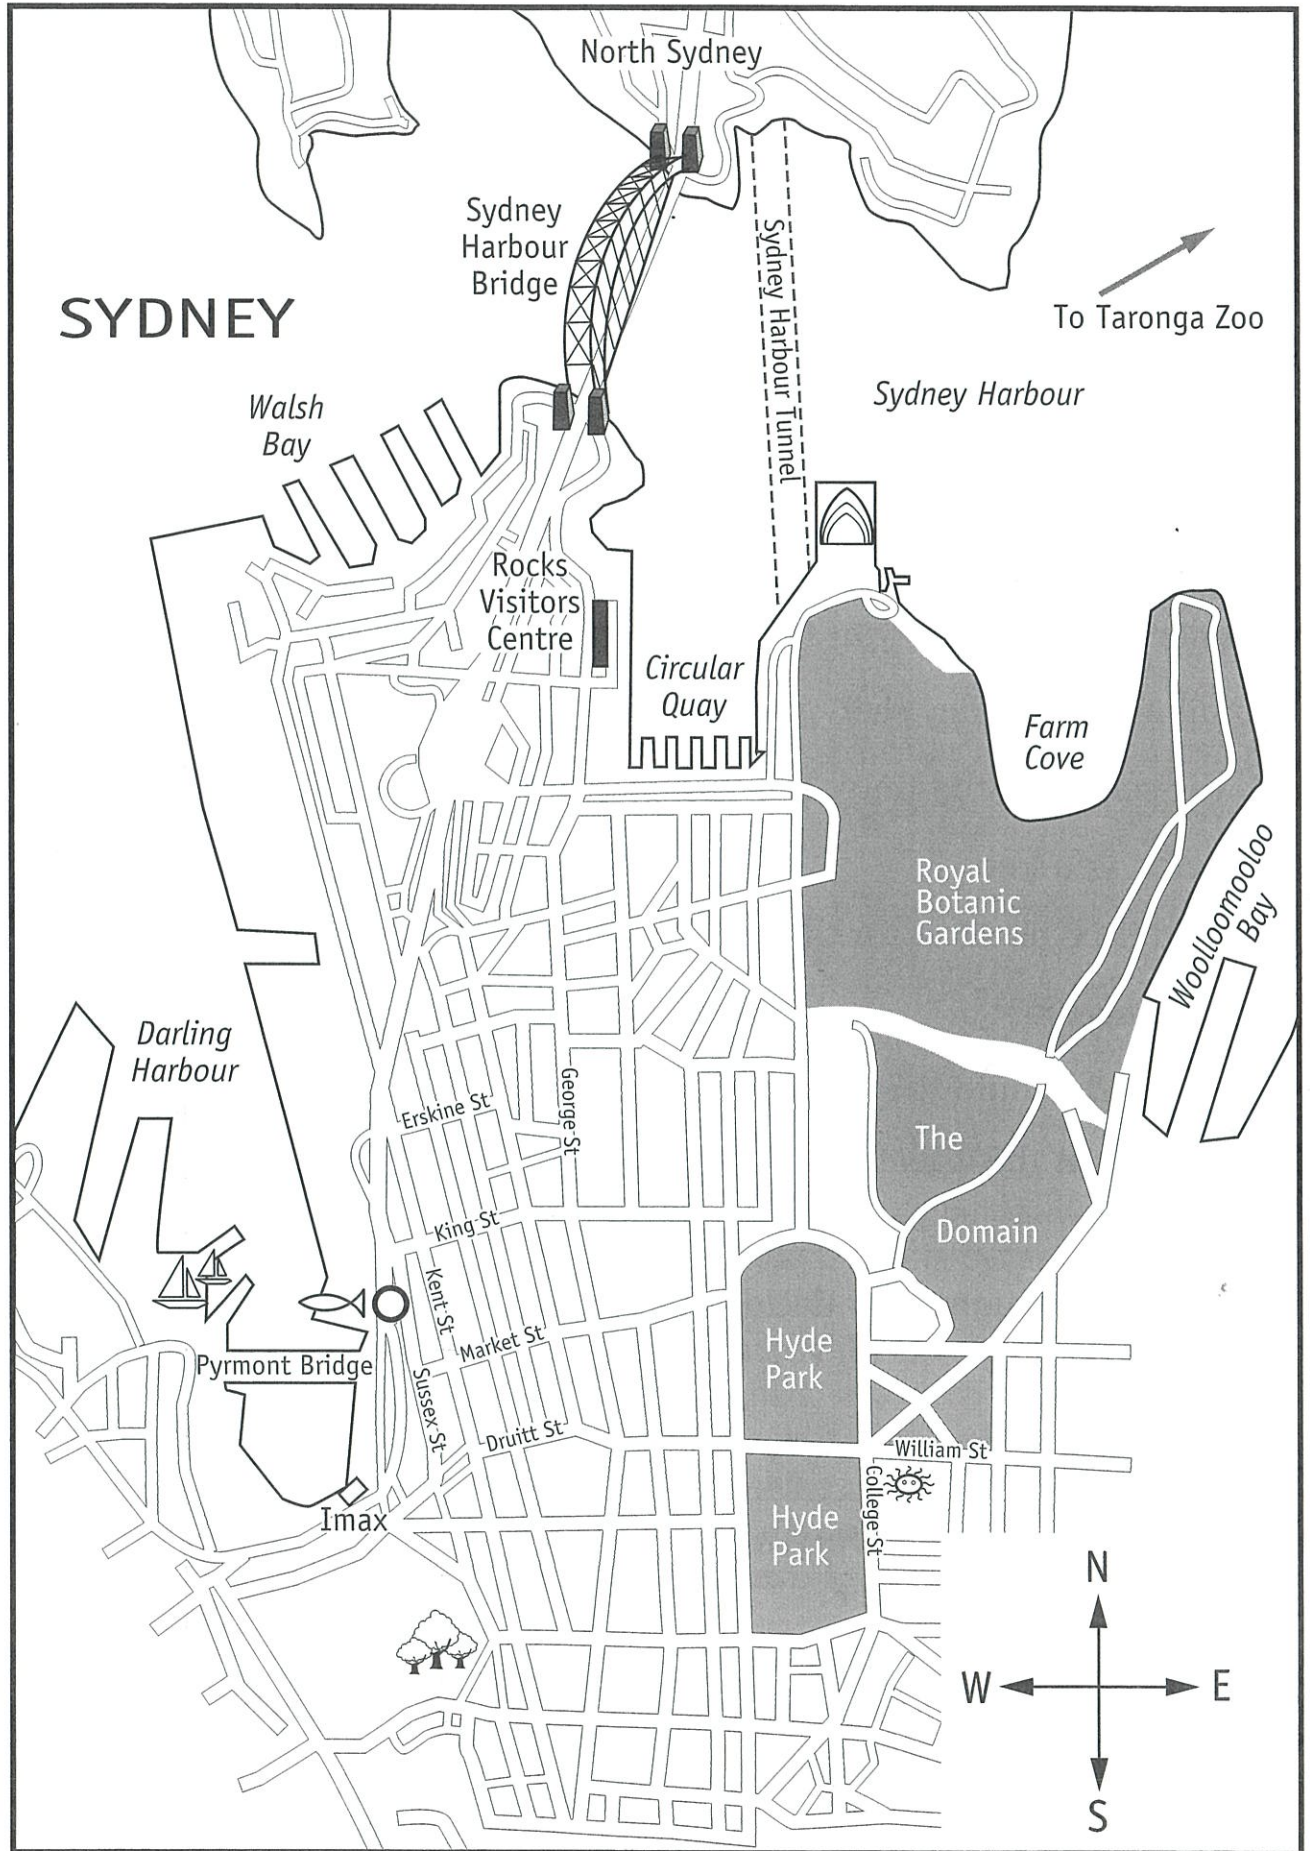 North Sydney
Sydney
Harbour
Bridge
Sydney Harbour Tunnel
To Taronga Zoo
SYDNEY
Sydney Harbour
Walsh
Bay
Rocks
Visitors
Centre
Circular
Quay
Farm
Cove
Royal
Botanic
Gardens
Woolloomooloo
Bay
Darling
Harbour
Erskine St
George St
The
Domain
King St
Kent St
Market St
Hyde
Park
Pyrmont Bridge
Sussex St
Druitt St
William St
College St
Imax
Hyde
Park
N
W
E
S